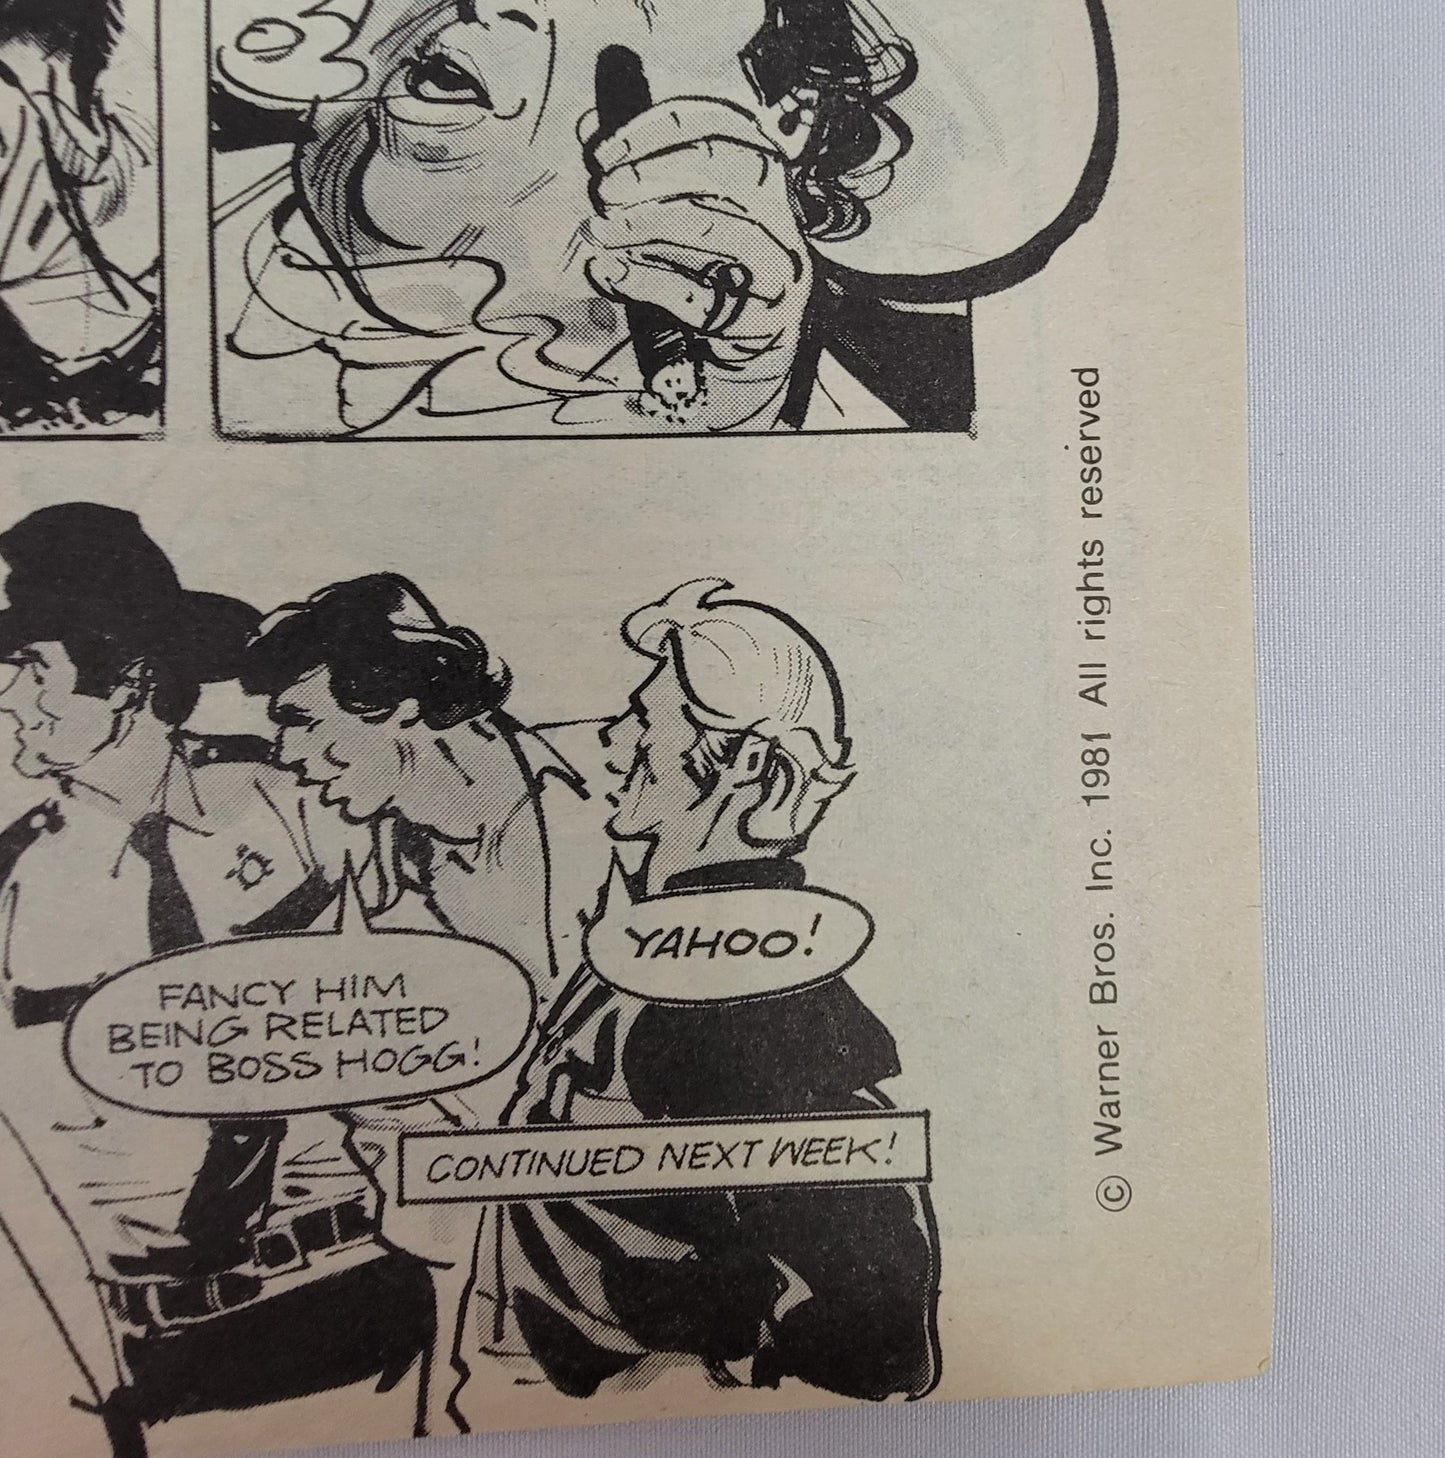 FANCY HIM
BEING RELATED
TO BOSS HOGG!
YAHOO!
CONTINUED NEXT WEEK!
© Warner Bros. Inc. 1981 All rights reserved